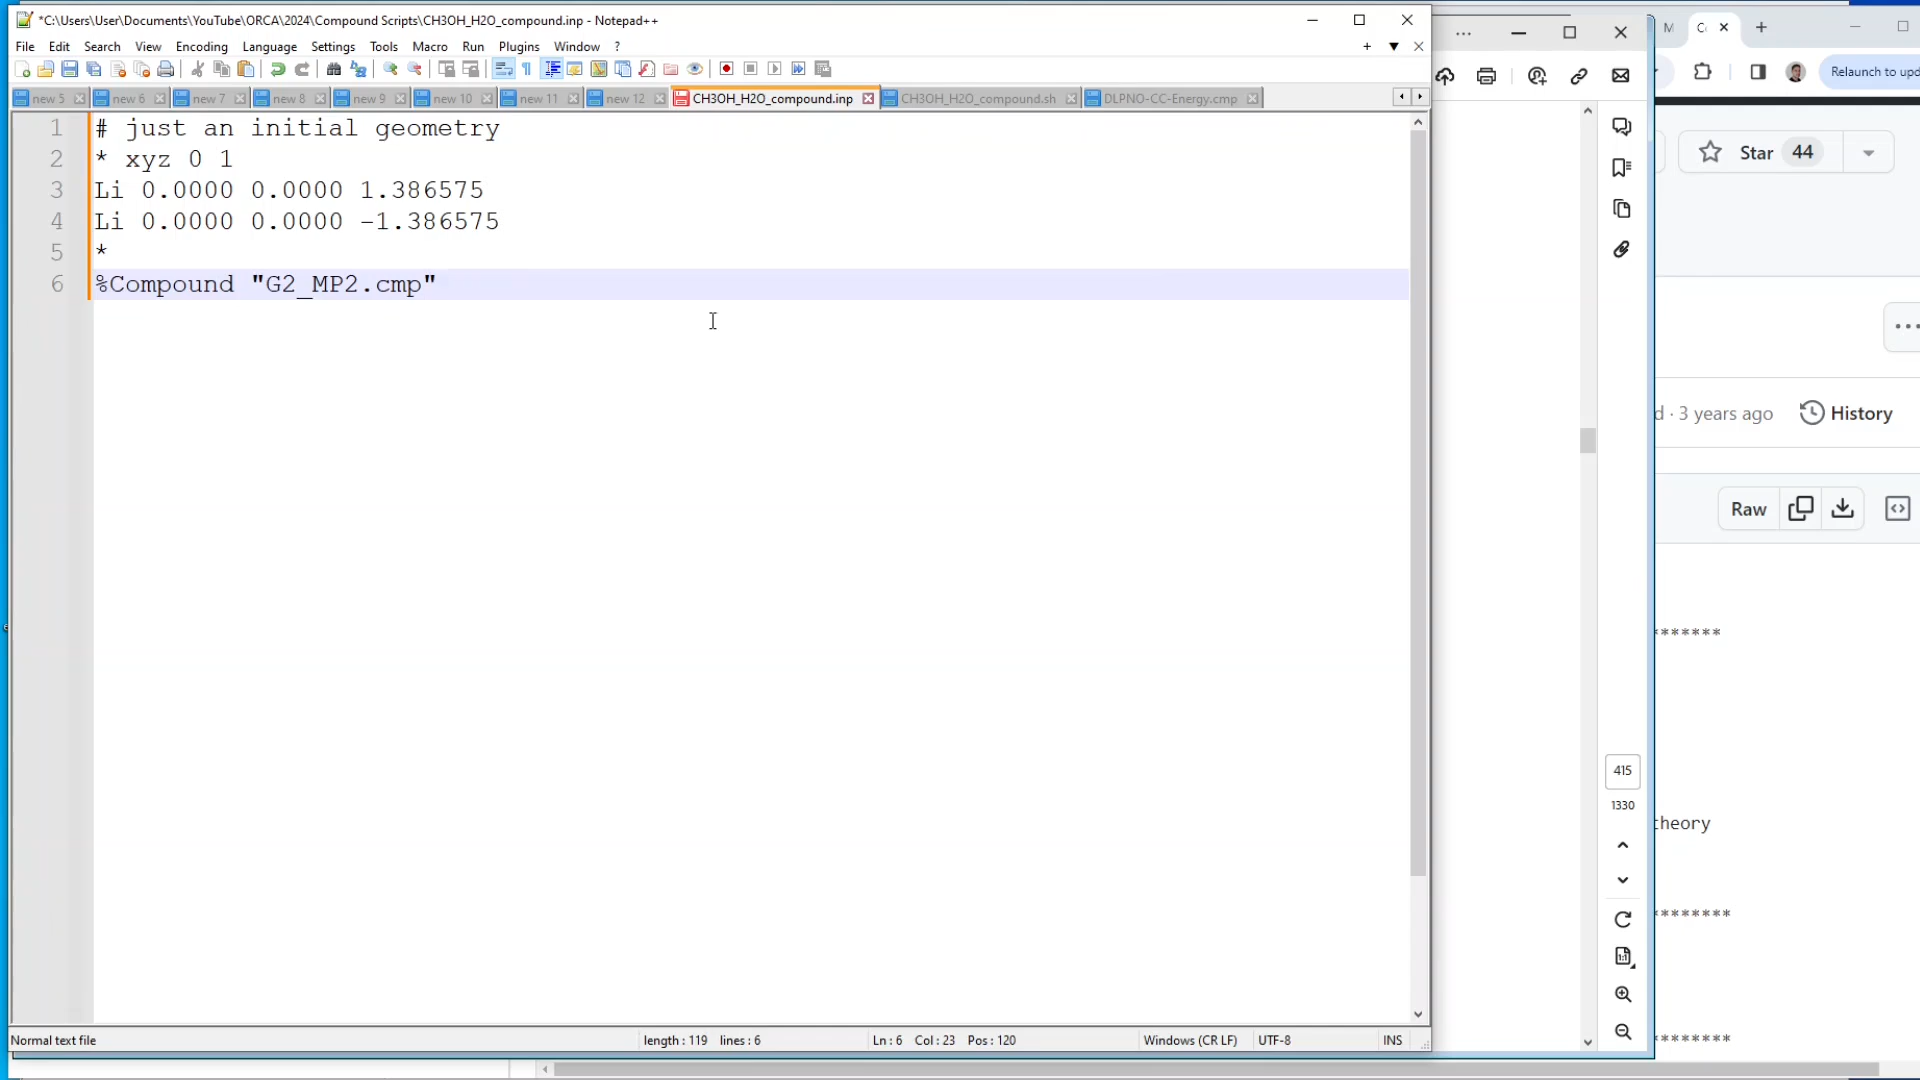 *C:\Users\User\Documents\YouTube\ORCA\2024\Compound Scripts\CH3OH_H2O_compound.inp - Notepad++
File Edit Search View Encoding Language Settings Tools Macro Run Plugins Window ?
new 5 new 6 new 7 new 8 new 9 new 10 new 11 new 12 CH3OH_H2O_compound.inp CH3OH_H2O_compound.sh DLPNO-CC-Energy.cmp
1 # just an initial geometry
2 * xyz 0 1
3 Li 0.0000 0.0000 1.386575
4 Li 0.0000 0.0000 -1.386575
5 *
6 %Compound "G2_MP2.cmp"
Normal text file length : 119 lines : 6 Ln : 6 Col : 23 Pos : 120 Windows (CR LF) UTF-8 INS
415
1330
Relaunch to upd
Star 44
d · 3 years ago History
Raw
*******
theory
********
********